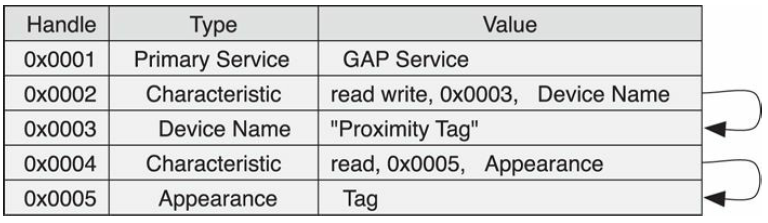 Handle Type Value
0x0001 Primary Service GAP Service
0x0002 Characteristic read write, 0x0003, Device Name
0x0003 Device Name "Proximity Tag"
0x0004 Characteristic read, 0x0005, Appearance
0x0005 Appearance Tag